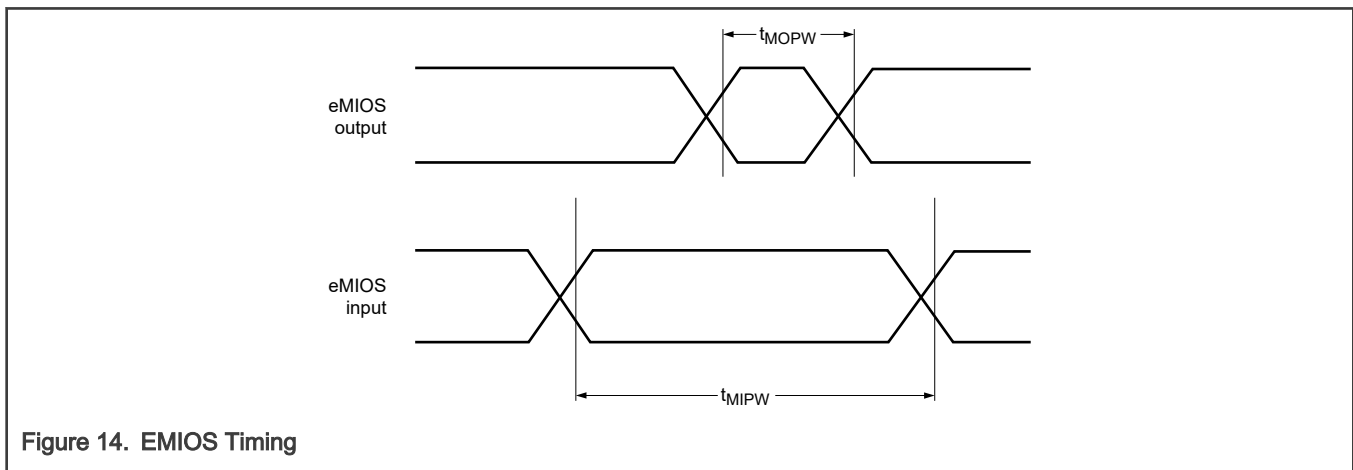 tMOPW
eMIOS
output
eMIOS
input
tMIPW
Figure 14. EMIOS Timing